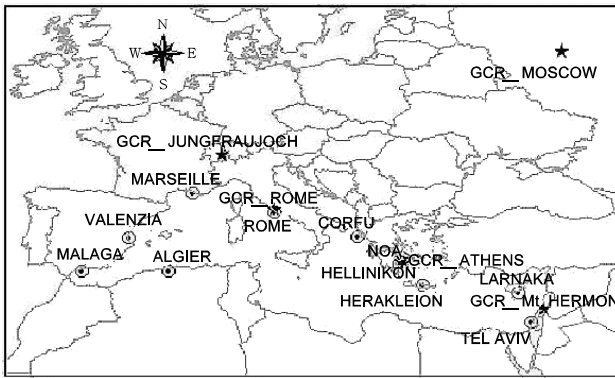 N
W E
S
GCR_ MOSCOW
GCR_ JUNGFRAUJOCH
MARSEILLE
GCR_ ROME
ROME
VALENZIA
CORFU
MALAGA
ALGIER
NOA
GCR_ ATHENS
HELLINIKON
LARNAKA
HERAKLEION
GCR_ Mt. HERMON
TEL AVIV